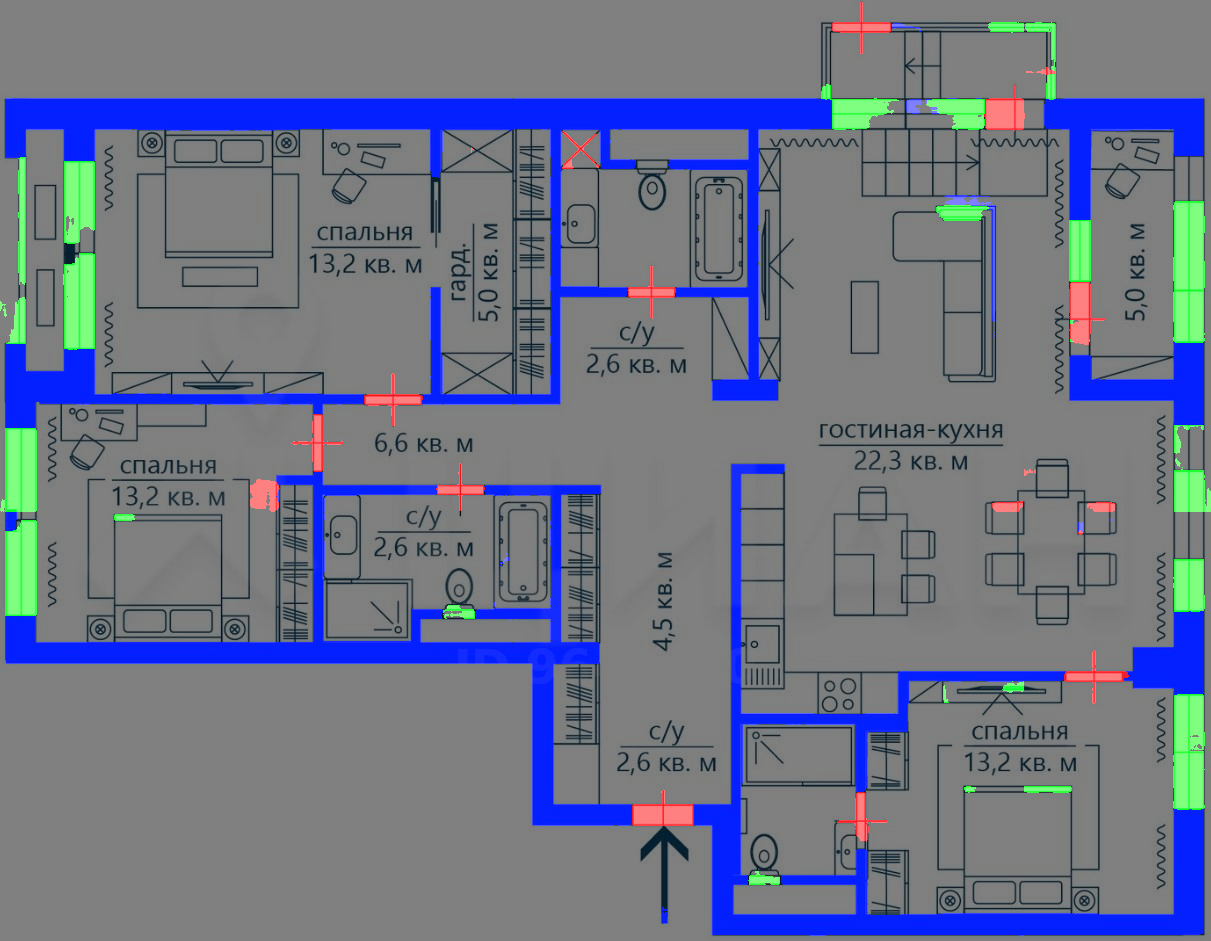 спальня
13,2 кв. м
гард.
5,0 кв. м
с/у
2,6 кв. м
5,0 кв. м
гостиная-кухня
22,3 кв. м
6,6 кв. м
спальня
13,2 кв. м
с/у
2,6 кв. м
4,5 кв. м
с/у
2,6 кв. м
спальня
13,2 кв. м